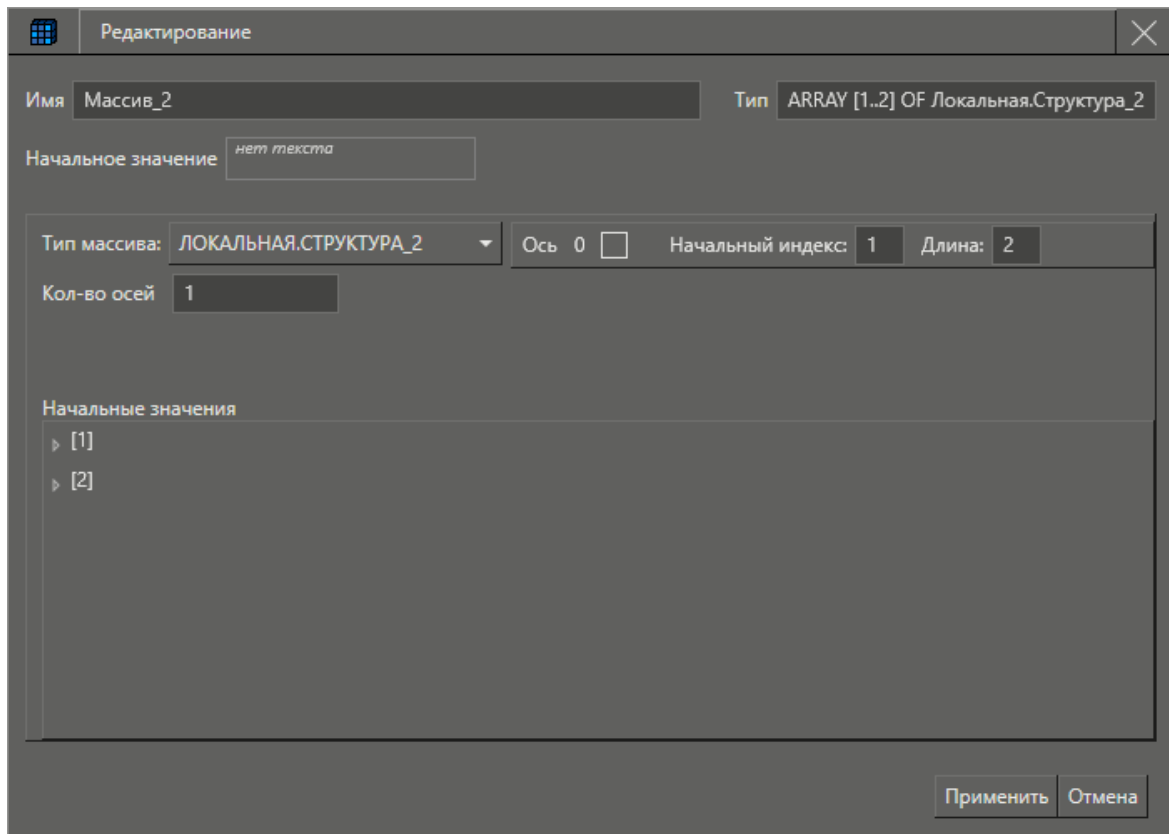 Редактирование
Имя Массив_2 Тип ARRAY [1..2] OF Локальная.Структура_2
Начальное значение нет текста
Тип массива: ЛОКАЛЬНАЯ.СТРУКТУРА_2 Ось 0 Начальный индекс: 1 Длина: 2
Кол-во осей 1
Начальные значения
[1]
[2]
Применить Отмена